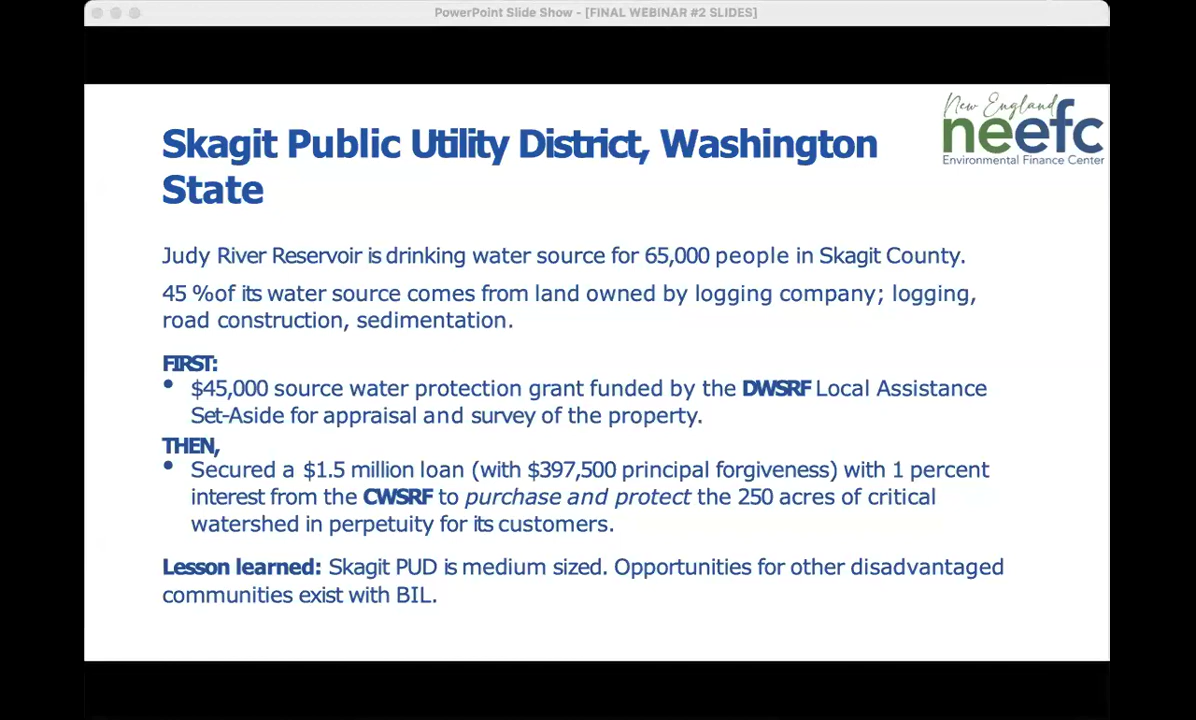 PowerPoint Slide Show - [FINAL WEBINAR #2 SLIDES]
New England
neefc
Environmental Finance Center
Skagit Public Utility District, Washington
State
Judy River Reservoir is drinking water source for 65,000 people in Skagit County.
45 %of its water source comes from land owned by logging company; logging,
road construction, sedimentation.
FIRST:
• $45,000 source water protection grant funded by the DWSRF Local Assistance
Set-Aside for appraisal and survey of the property.
THEN,
• Secured a $1.5 million loan (with $397,500 principal forgiveness) with 1 percent
interest from the CWSRF to purchase and protect the 250 acres of critical
watershed in perpetuity for its customers.
Lesson learned: Skagit PUD is medium sized. Opportunities for other disadvantaged
communities exist with BIL.